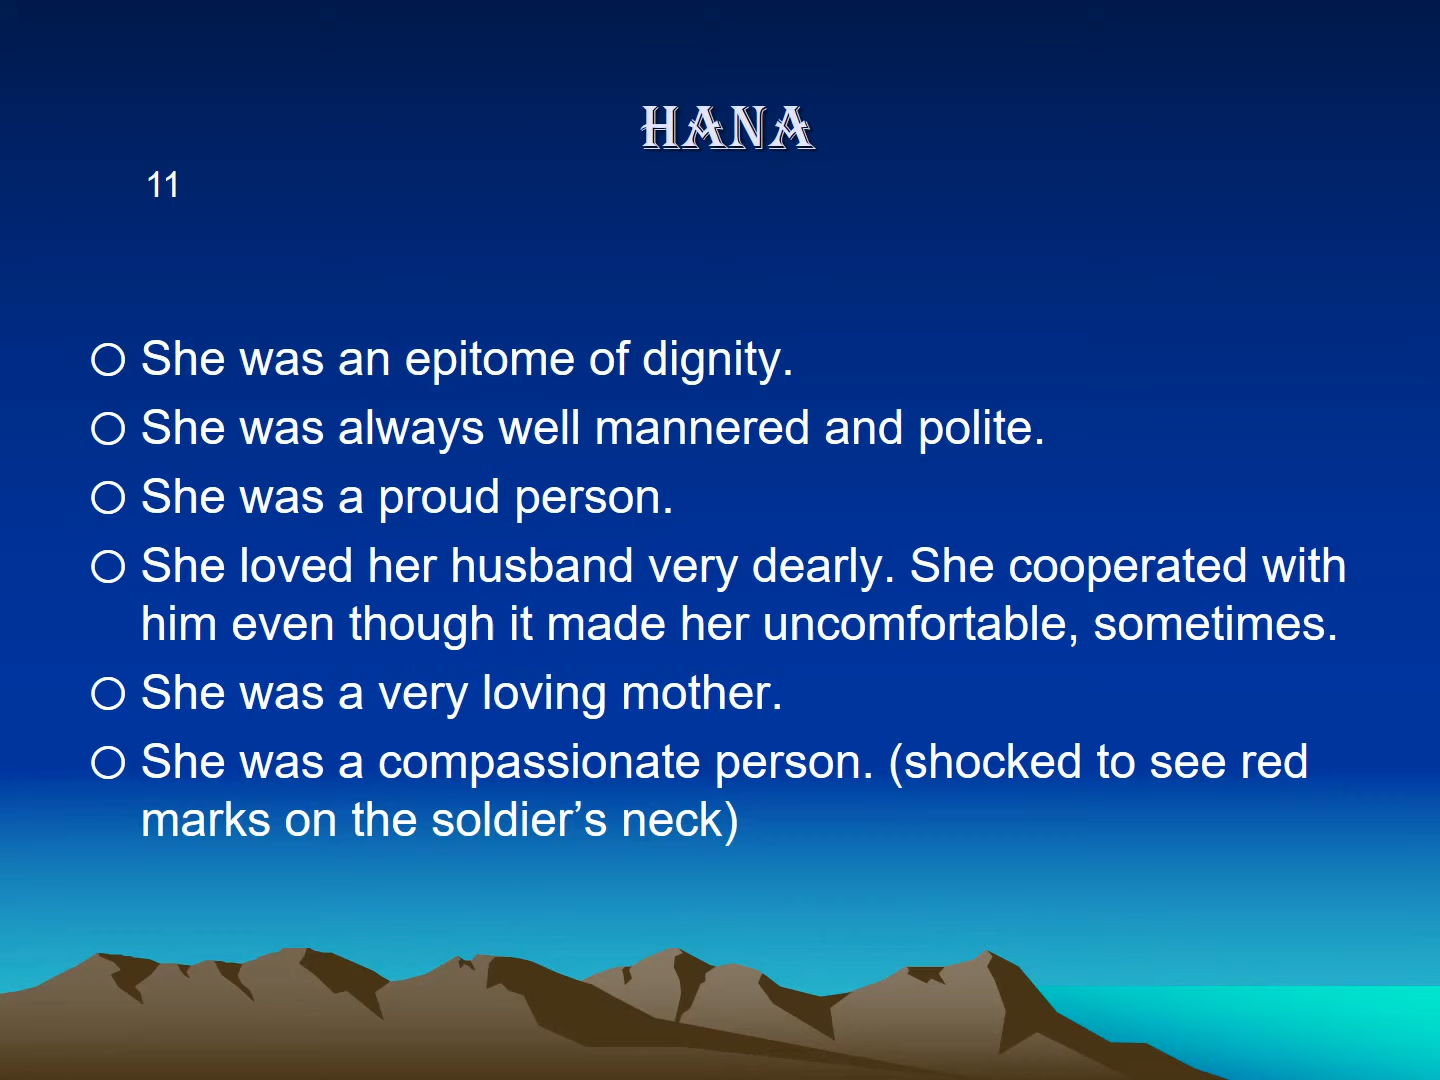 HANA
11
She was an epitome of dignity.
She was always well mannered and polite.
She was a proud person.
She loved her husband very dearly. She cooperated with
him even though it made her uncomfortable, sometimes.
She was a very loving mother.
She was a compassionate person. (shocked to see red
marks on the soldier’s neck)